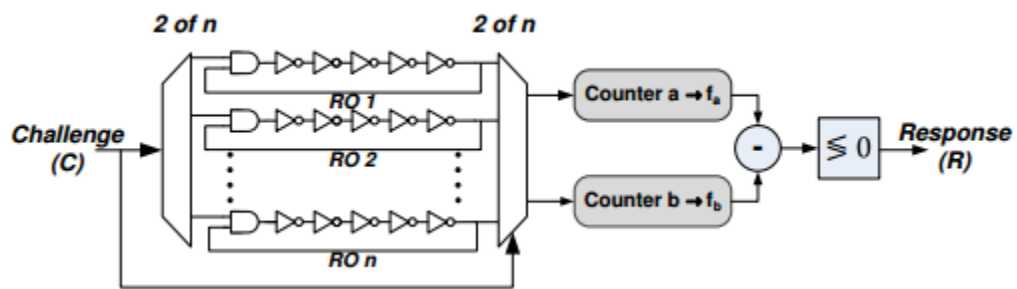 2 of n
2 of n
RO 1
Counter a → fa
Challenge
(C)
RO 2
-
≶ 0
Response
(R)
Counter b → fb
RO n